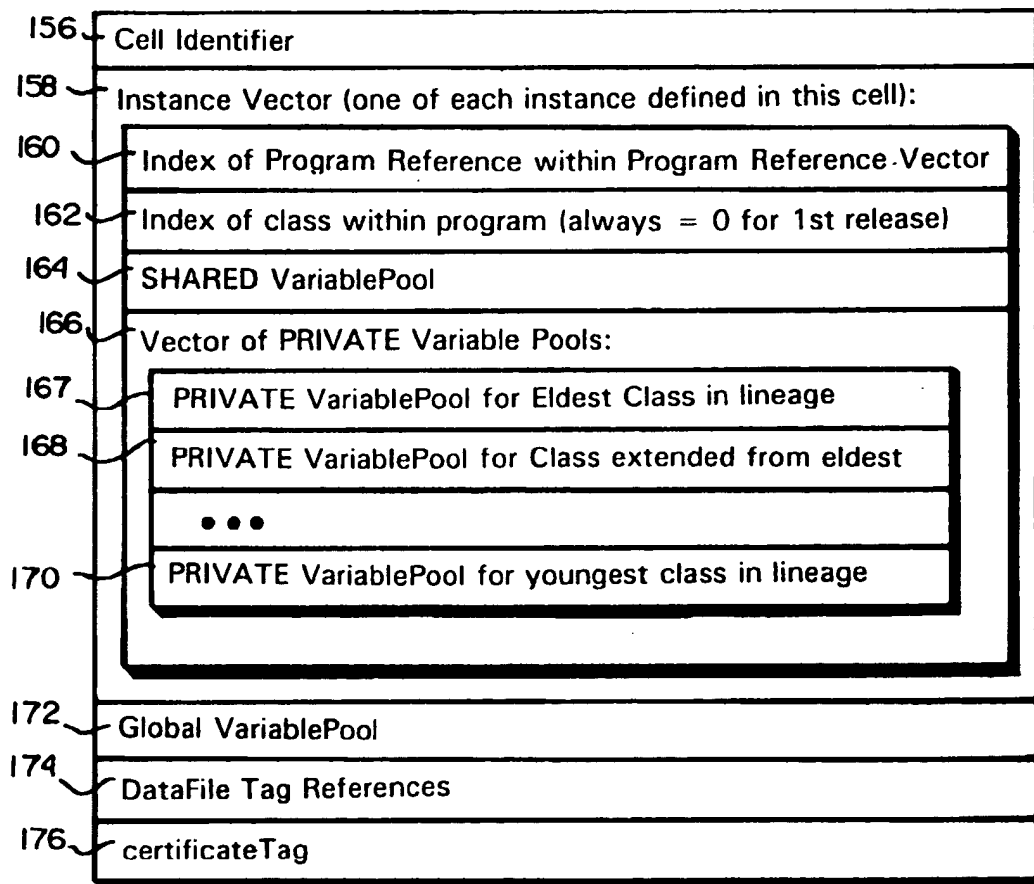 156 Cell Identifier
158 Instance Vector (one of each instance defined in this cell):
160 Index of Program Reference within Program Reference Vector
162 Index of class within program (always = 0 for 1st release)
164 SHARED VariablePool
166 Vector of PRIVATE Variable Pools:
167 PRIVATE VariablePool for Eldest Class in lineage
168 PRIVATE VariablePool for Class extended from eldest
•••
170 PRIVATE VariablePool for youngest class in lineage
172 Global VariablePool
174 DataFile Tag References
176 certificateTag